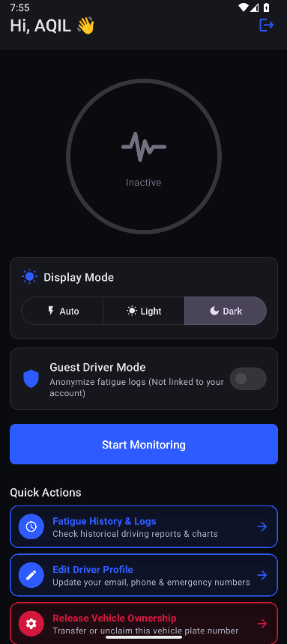 7:55
Hi, AQIL 👋
Inactive
Display Mode
Auto
Light
Dark
Guest Driver Mode
Anonymize fatigue logs (Not linked to your
account)
Start Monitoring
Quick Actions
Fatigue History & Logs
Check historical driving reports & charts
Edit Driver Profile
Update your email, phone & emergency numbers
Release Vehicle Ownership
Transfer or unclaim this vehicle plate number